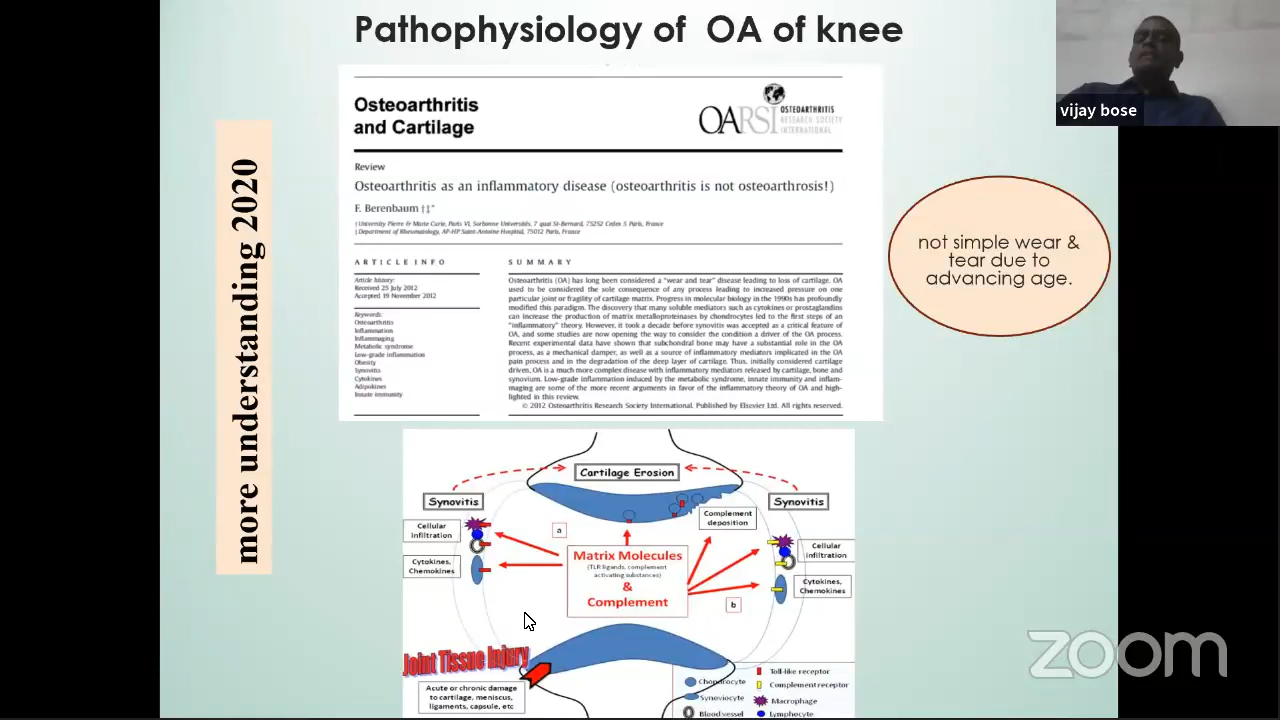 Pathophysiology of OA of knee
vijay bose
more understanding 2020
Osteoarthritis
and Cartilage
OARSI
OSTEOARTHRITIS
RESEARCH SOCIETY
INTERNATIONAL
Review
Osteoarthritis as an inflammatory disease (osteoarthritis is not osteoarthrosis!)
F. Berenbaum †‡*
† University Pierre & Marie Curie, Paris VI, Sorbonne Universités, 7 quai St-Bernard, 75252 Cedex 5 Paris, France
‡ Department of Rheumatology, AP-HP Saint-Antoine Hospital, 75012 Paris, France
ARTICLE INFO
Article history:
Received 25 July 2012
Accepted 19 November 2012
Keywords:
Osteoarthritis
Inflammation
Inflammaging
Metabolic syndrome
Low-grade inflammation
Obesity
Synovitis
Cytokines
Adipokines
Innate immunity
SUMMARY
Osteoarthritis (OA) has long been considered a "wear and tear" disease leading to loss of cartilage. OA
used to be considered the sole consequence of any process leading to increased pressure on one
particular joint or fragility of cartilage matrix. Progress in molecular biology in the 1990s has profoundly
modified this paradigm. The discovery that many soluble mediators such as cytokines or prostaglandins
can increase the production of matrix metalloproteinases by chondrocytes led to the first steps of an
"inflammatory" theory. However, it took a decade before synovitis was accepted as a critical feature of
OA, and some studies are now opening the way to consider the condition a driver of the OA process.
Recent experimental data have shown that subchondral bone may have a substantial role in the OA
process, as a mechanical damper, as well as a source of inflammatory mediators implicated in the OA
pain process and in the degradation of the deep layer of cartilage. Thus, initially considered cartilage
driven, OA is a much more complex disease with inflammatory mediators released by cartilage, bone and
synovium. Low-grade inflammation induced by the metabolic syndrome, innate immunity and inflam-
maging are some of the more recent arguments in favor of the inflammatory theory of OA and high-
lighted in this review.
© 2012 Osteoarthritis Research Society International. Published by Elsevier Ltd. All rights reserved.
not simple wear &
tear due to
advancing age.
Cartilage Erosion
Synovitis
Synovitis
Cellular
infiltration
Cytokines,
Chemokines
a
Complement
deposition
Matrix Molecules
(TLR ligands, complement
activating substances)
&
Complement
b
Cellular
infiltration
Cytokines,
Chemokines
Joint Tissue Injury
Acute or chronic damage
to cartilage, meniscus,
ligaments, capsule, etc
Chondrocyte
Synoviocyte
Blood vessel
Toll-like receptor
Complement receptor
Macrophage
Lymphocyte
zoom